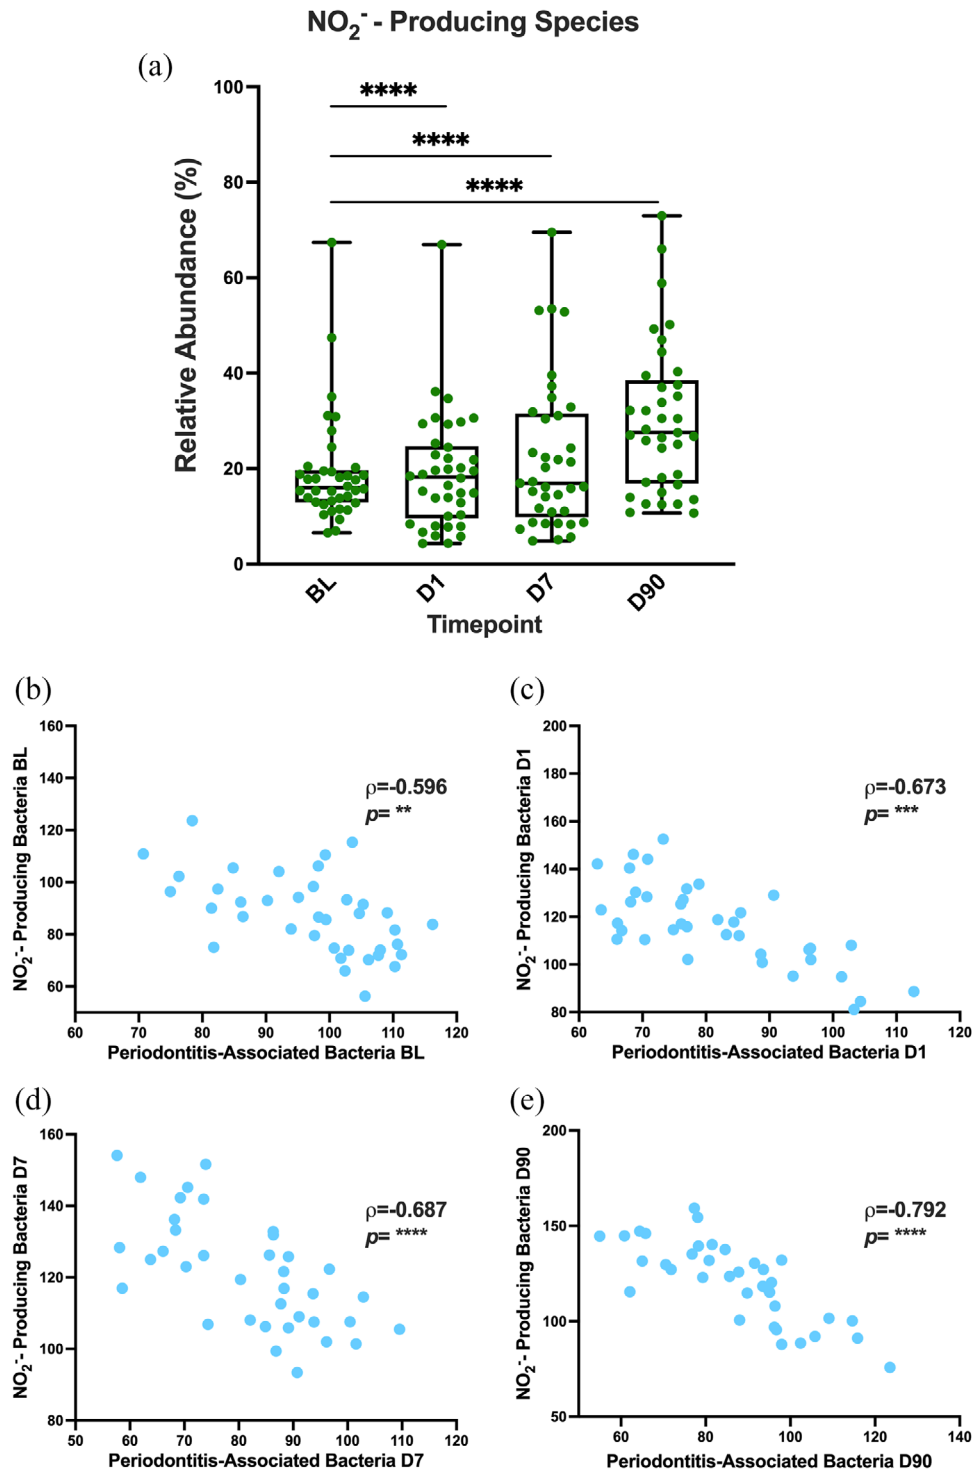 NO₂⁻ - Producing Species
(a)
Relative Abundance (%)
100
80
60
40
20
0
****
****
****
BL
D1
D7
D90
Timepoint
(b)
NO₂⁻- Producing Bacteria BL
160
140
120
100
80
60
ρ=-0.596
p= **
60
70
80
90
100
110
120
Periodontitis-Associated Bacteria BL
(c)
NO₂⁻- Producing Bacteria D1
200
180
160
140
120
100
80
ρ=-0.673
p= ***
60
70
80
90
100
110
120
Periodontitis-Associated Bacteria D1
(d)
NO₂⁻- Producing Bacteria D7
160
140
120
100
80
ρ=-0.687
p= ****
50
60
70
80
90
100
110
120
Periodontitis-Associated Bacteria D7
(e)
NO₂⁻- Producing Bacteria D90
200
150
100
50
ρ=-0.792
p= ****
60
80
100
120
140
Periodontitis-Associated Bacteria D90